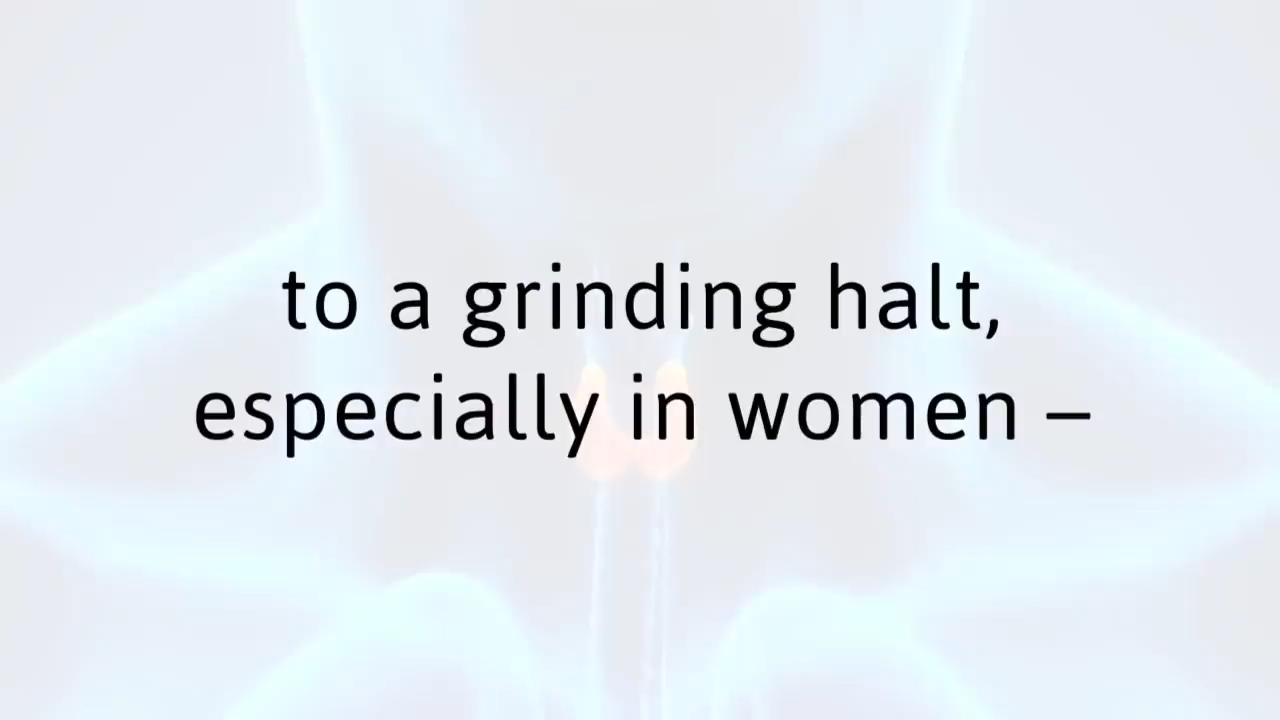 to a grinding halt,
especially in women –